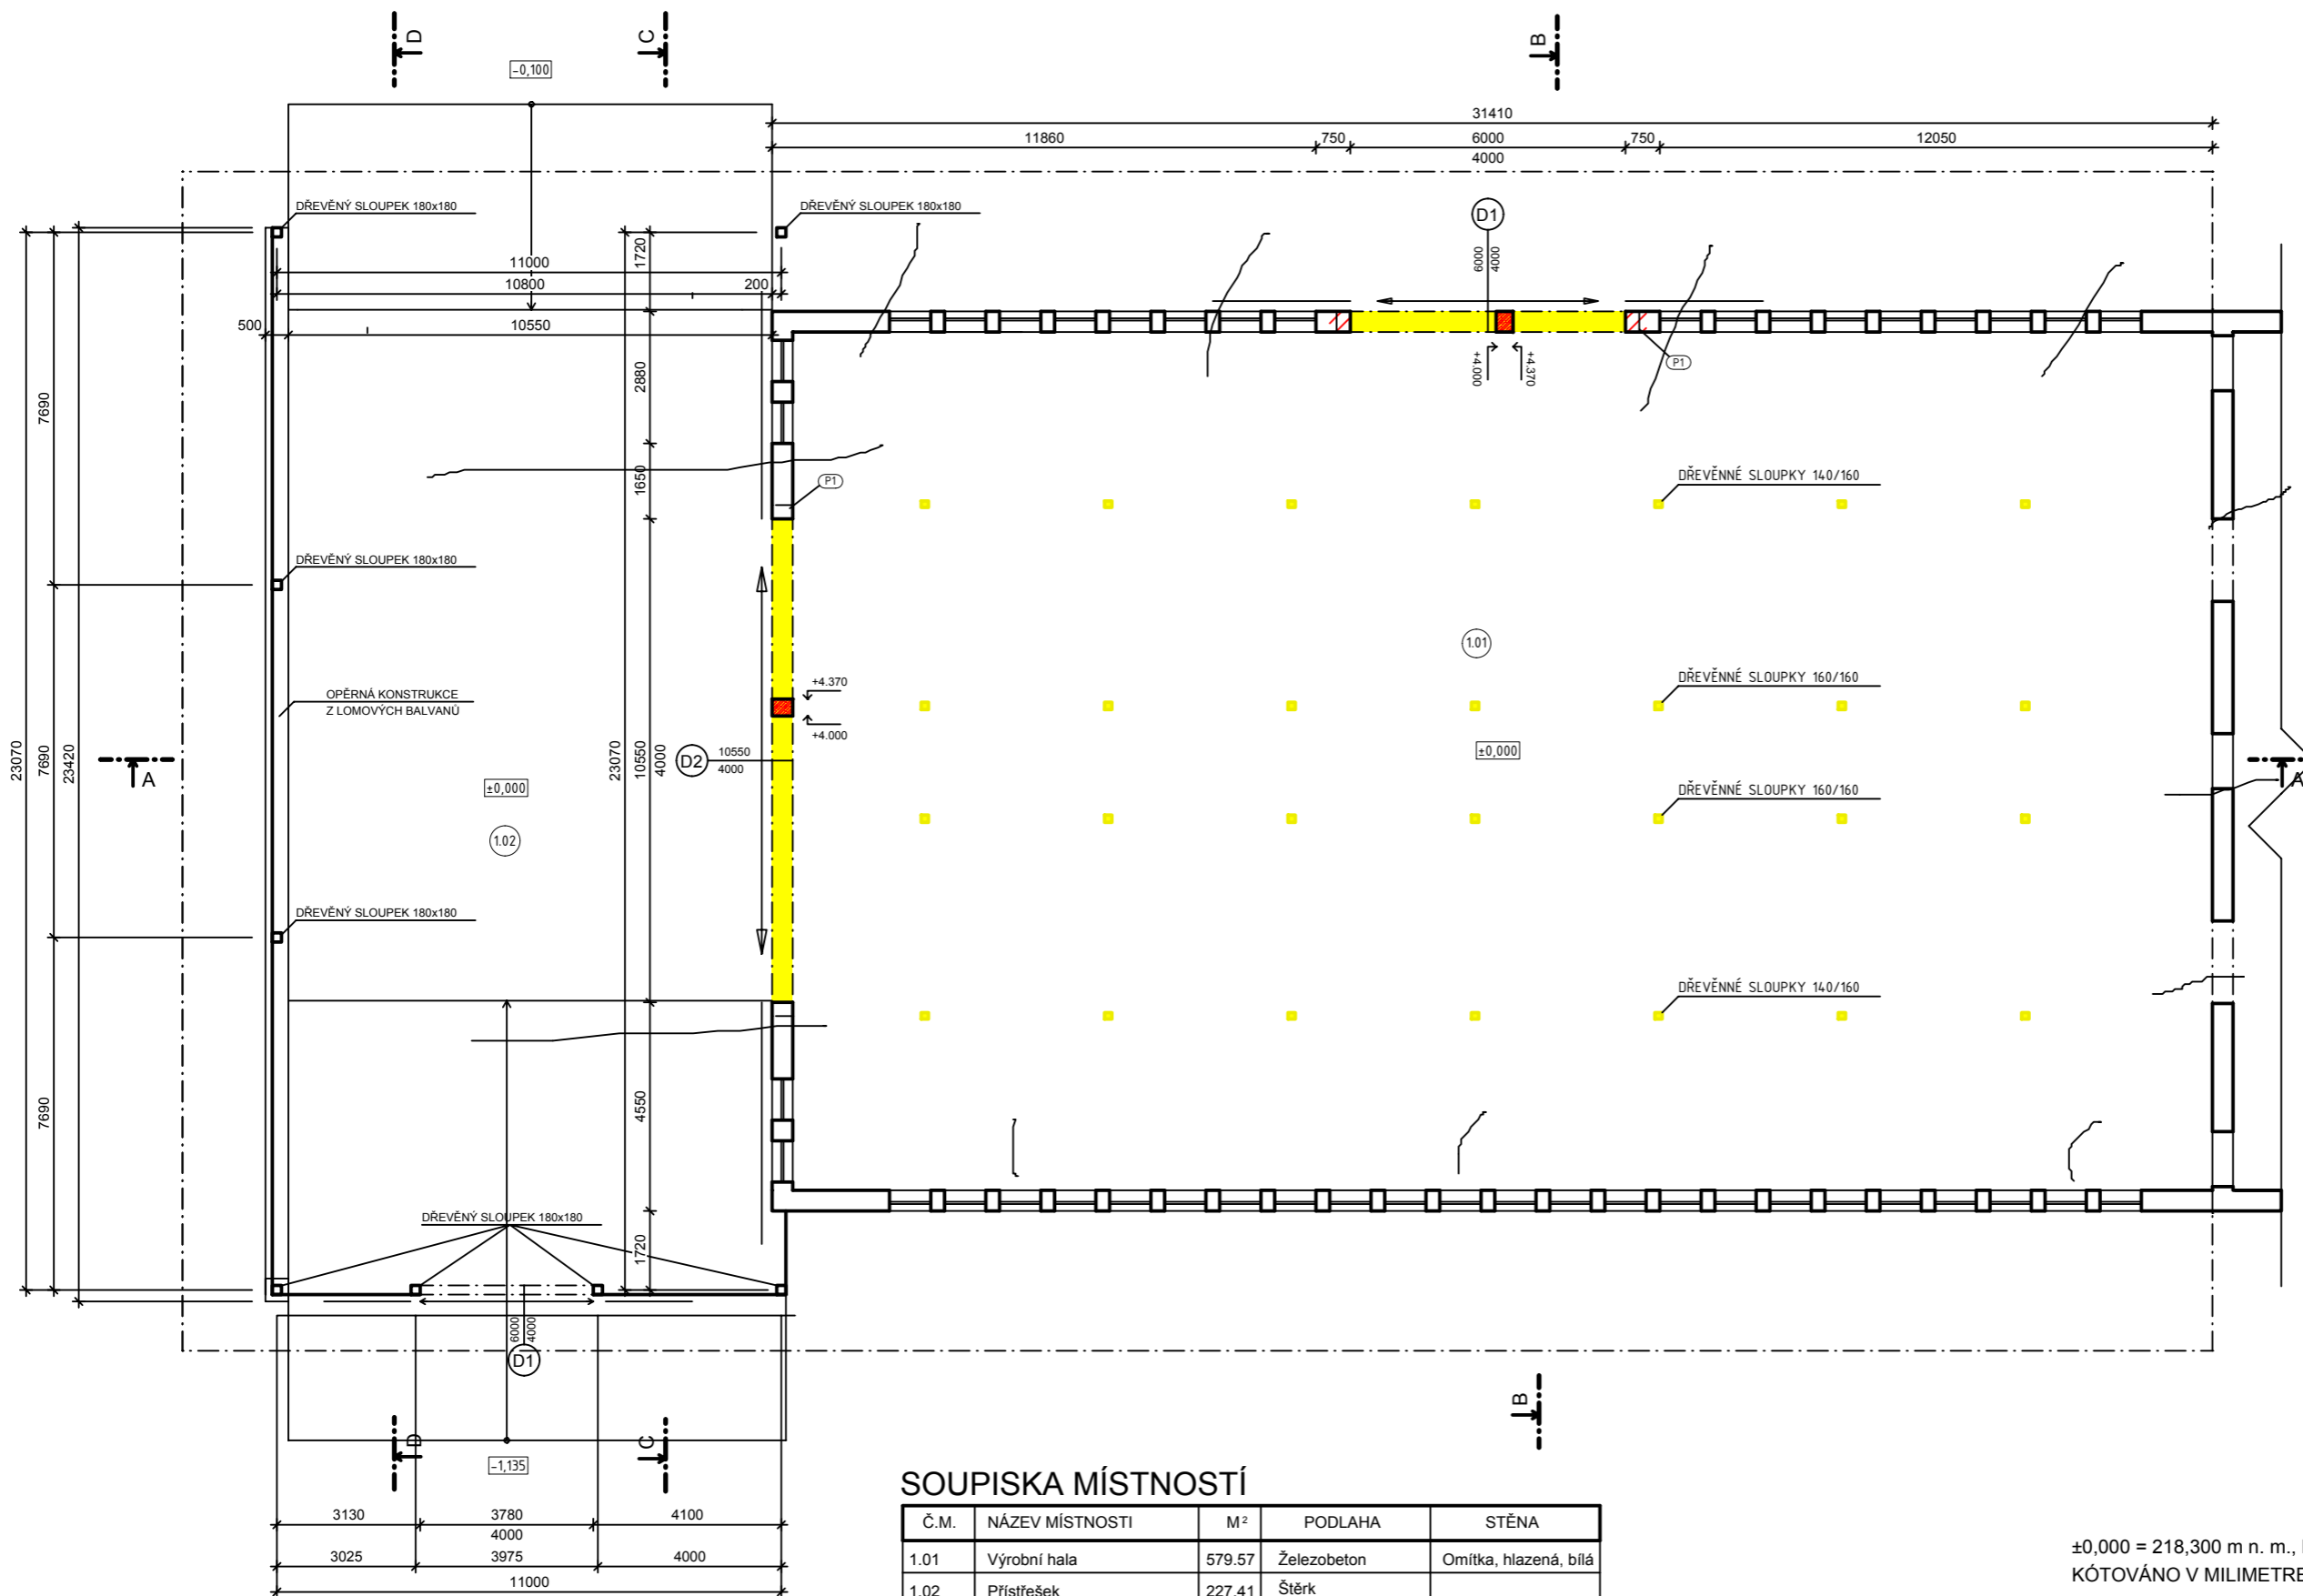 D
C
B
-0,100
31410
11860
750
6000
750
12050
4000
DŘEVĚNÝ SLOUPEK 180x180
DŘEVĚNÝ SLOUPEK 180x180
D1
6000
4000
1720
11000
10800
200
500
10550
+4.000
+4.370
P1
7690
2880
1650
P1
DŘEVĚNNÉ SLOUPKY 140/160
DŘEVĚNÝ SLOUPEK 180x180
1.01
OPĚRNÁ KONSTRUKCE
Z LOMOVÝCH BALVANŮ
+4.370
+4.000
DŘEVĚNNÉ SLOUPKY 160/160
23070
7690
23420
23070
10550
4000
D2
10550
4000
±0,000
A
A
±0,000
DŘEVĚNNÉ SLOUPKY 160/160
1.02
DŘEVĚNÝ SLOUPEK 180x180
DŘEVĚNNÉ SLOUPKY 140/160
7690
4550
DŘEVĚNÝ SLOUPEK 180x180
1720
6000
4000
D1
B
D
C
-1,135
3130
3780
4100
4000
3025
3975
4000
11000
SOUPISKA MÍSTNOSTÍ
Č.M. NÁZEV MÍSTNOSTI M² PODLAHA STĚNA
1.01 Výrobní hala 579.57 Železobeton Omítka, hlazená, bílá
1.02 Přístřešek 227.41 Štěrk
±0,000 = 218,300 m n. m.,
KÓTOVÁNO V MILIMETRE